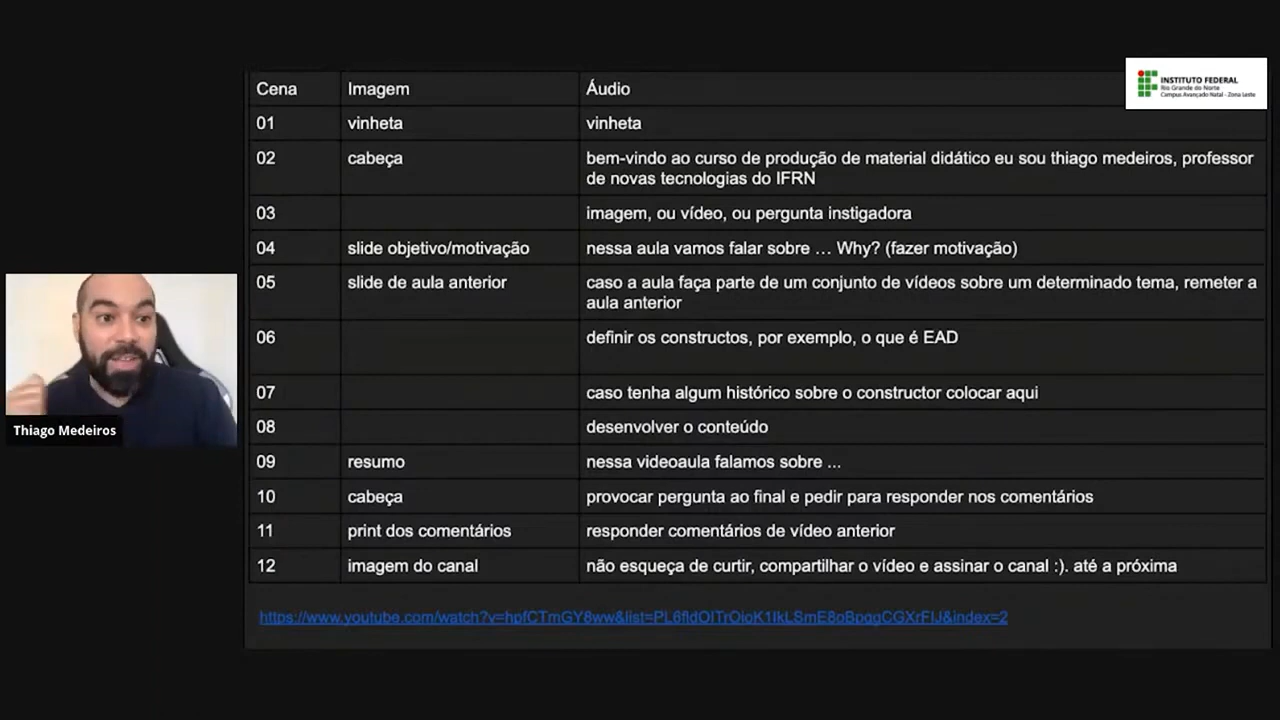 INSTITUTO FEDERAL
Rio Grande do Norte
Campus Avançado Natal - Zona Leste
Cena Imagem Áudio
01 vinheta vinheta
02 cabeça bem-vindo ao curso de produção de material didático eu sou thiago medeiros, professor
de novas tecnologias do IFRN
03 imagem, ou vídeo, ou pergunta instigadora
04 slide objetivo/motivação nessa aula vamos falar sobre … Why? (fazer motivação)
05 slide de aula anterior caso a aula faça parte de um conjunto de vídeos sobre um determinado tema, remeter a
aula anterior
06 definir os constructos, por exemplo, o que é EAD
07 caso tenha algum histórico sobre o constructor colocar aqui
08 desenvolver o conteúdo
09 resumo nessa videoaula falamos sobre ...
10 cabeça provocar pergunta ao final e pedir para responder nos comentários
11 print dos comentários responder comentários de vídeo anterior
12 imagem do canal não esqueça de curtir, compartilhar o vídeo e assinar o canal :). até a próxima
Thiago Medeiros